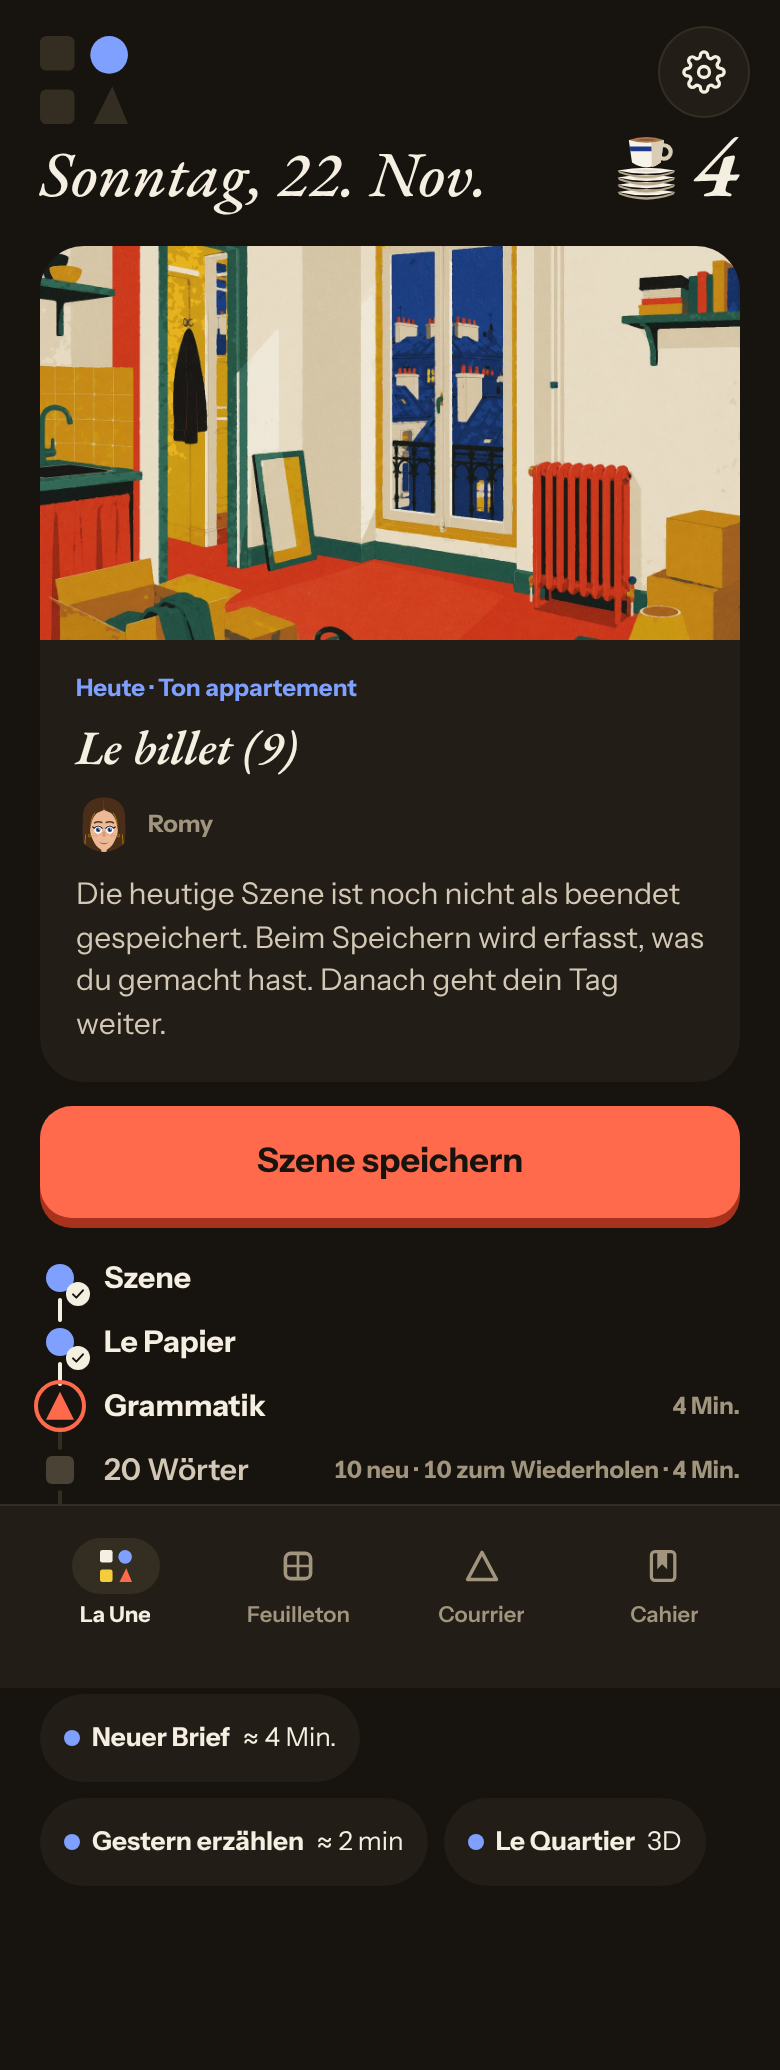 Sonntag, 22. Nov.
4
Heute · Ton appartement
Le billet (9)
Romy
Die heutige Szene ist noch nicht als beendet
gespeichert. Beim Speichern wird erfasst, was
du gemacht hast. Danach geht dein Tag
weiter.
Szene speichern
Szene
Le Papier
Grammatik 4 Min.
20 Wörter 10 neu · 10 zum Wiederholen · 4 Min.
La Une Feuilleton Courrier Cahier
Neuer Brief ≈ 4 Min.
Gestern erzählen ≈ 2 min Le Quartier 3D